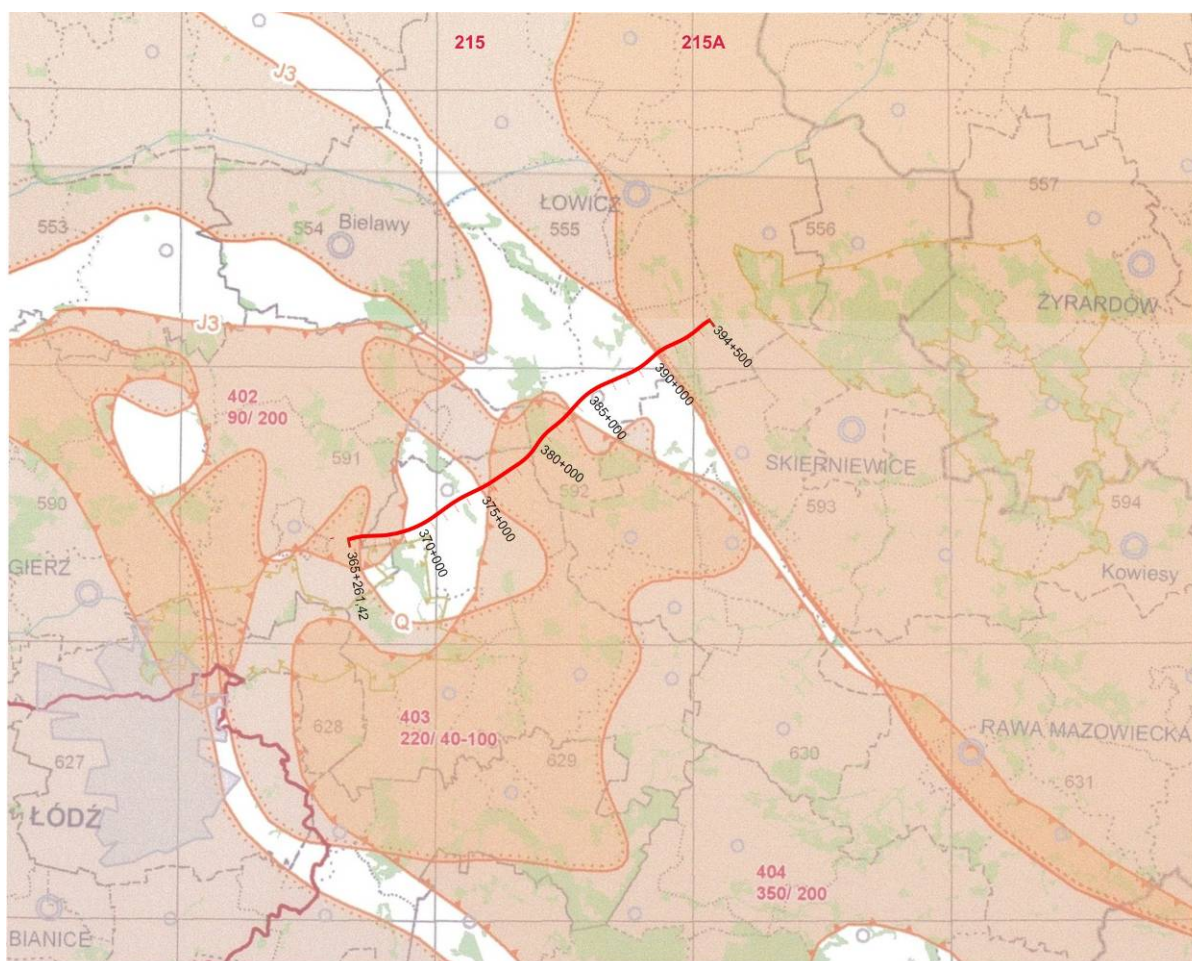 215
215A
J3
557
553
554
Bielawy
ŁOWICZ
555
556
ŻYRARDÓW
J3
394+500
390+000
402
90/ 200
385+000
591
380+000
SKIERNIEWICE
590
592
593
594
375+000
370+000
GIERZ
365+261,42
Kowiesy
Q
403
220/ 40-100
628
629
630
RAWA MAZOWIECKA
631
627
ŁÓDŹ
404
350/ 200
BIANICE